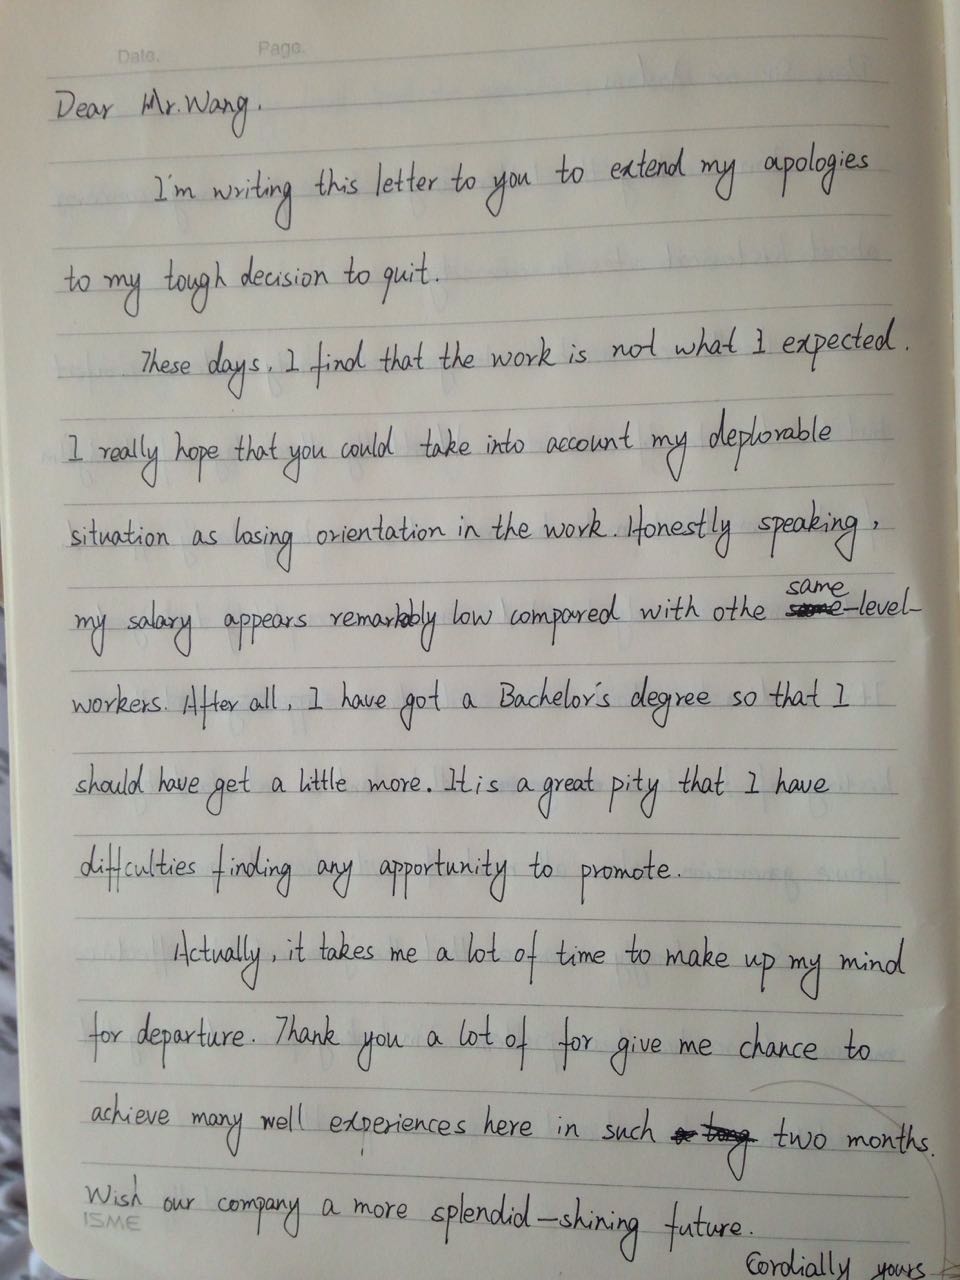 Date. Page.
Dear Mr. Wang.
I'm writing this letter to you to extend my apologies
to my tough decision to quit.
These days, I find that the work is not what I expected.
I really hope that you could take into account my deplorable
situation as losing orientation in the work. Honestly speaking,
my salary appears remarkably low compared with othe same-level-
workers. After all, I have got a Bachelor's degree so that I
should have get a little more. It is a great pity that I have
diffculties finding any apportunity to promote.
Actually, it takes me a lot of time to make up my mind
for departure. Thank you a lot of for give me chance to
achieve many well experiences here in such two months.
Wish our company a more splendid-shining future.
ISME
Cordially yours